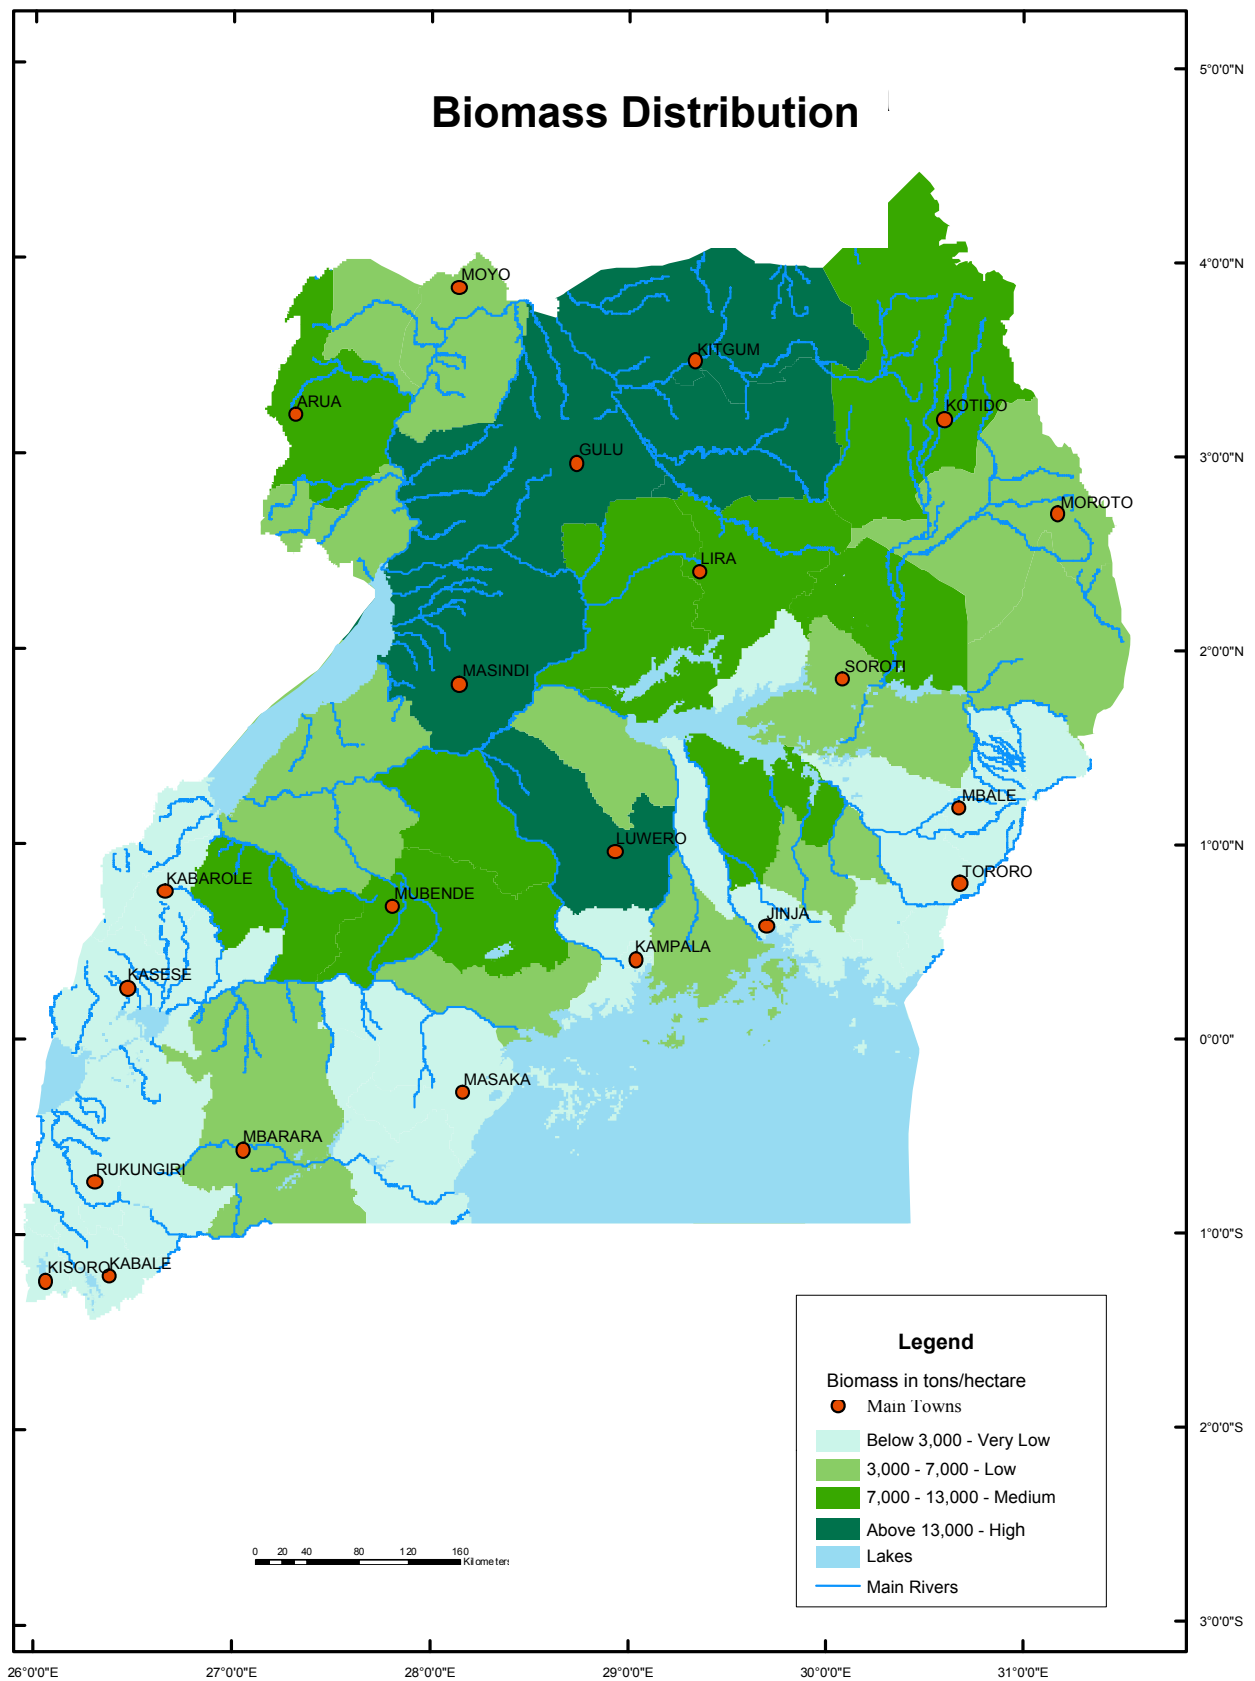 Biomass Distribution
5°0'0"N
4°0'0"N
MOYO
KITGUM
ARUA
KOTIDO
GULU
3°0'0"N
MOROTO
LIRA
SOROTI
2°0'0"N
MASINDI
MBALE
LUWERO
1°0'0"N
TORORO
KABAROLE
MUBENDE
JINJA
KAMPALA
KASESE
0°0'0"
MASAKA
MBARARA
RUKUNGIRI
1°0'0"S
KISORO
KABALE
Legend
Biomass in tons/hectare
Main Towns
Below 3,000 - Very Low
3,000 - 7,000 - Low
7,000 - 13,000 - Medium
Above 13,000 - High
Lakes
Main Rivers
2°0'0"S
0 20 40 80 120 160
Kilometers
3°0'0"S
26°0'0"E 27°0'0"E 28°0'0"E 29°0'0"E 30°0'0"E 31°0'0"E